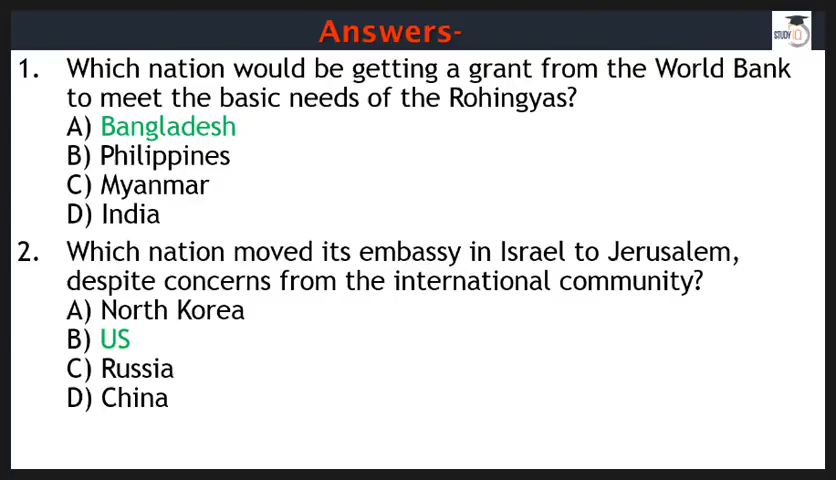 Answers-
STUDY IQ
1. Which nation would be getting a grant from the World Bank
to meet the basic needs of the Rohingyas?
A) Bangladesh
B) Philippines
C) Myanmar
D) India
2. Which nation moved its embassy in Israel to Jerusalem,
despite concerns from the international community?
A) North Korea
B) US
C) Russia
D) China